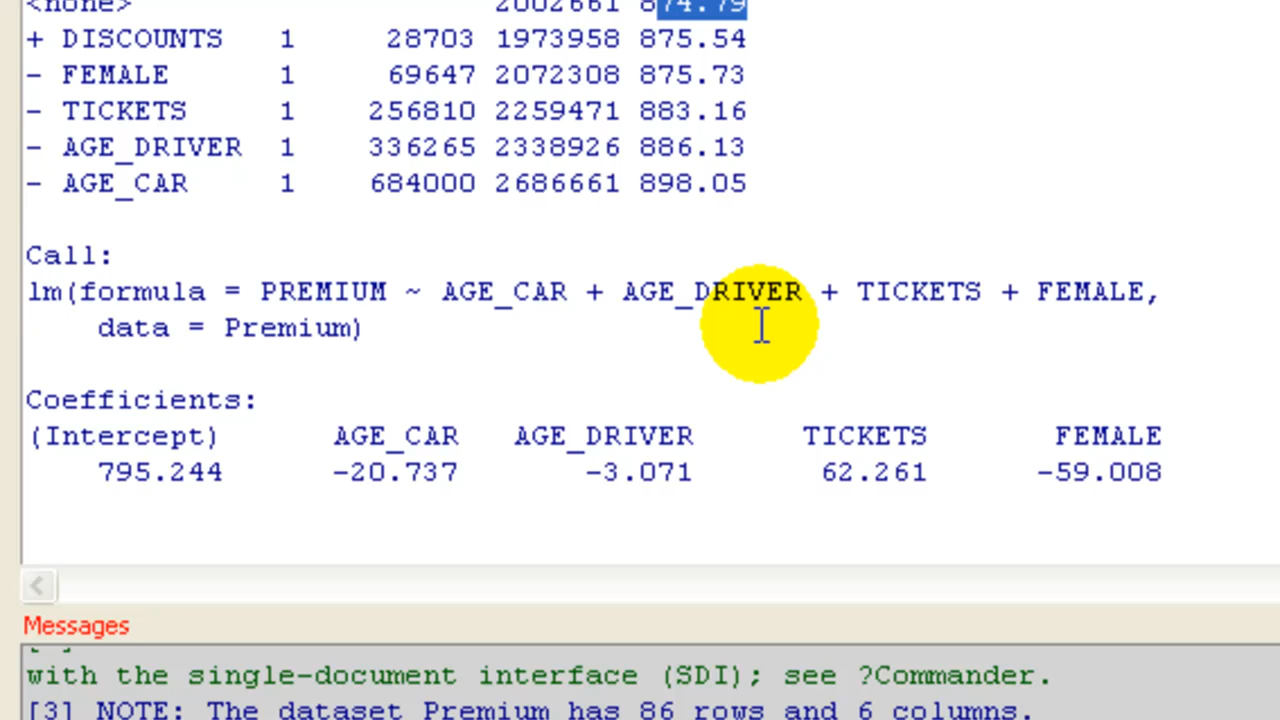 <none> 2002661 874.79
+ DISCOUNTS 1 28703 1973958 875.54
- FEMALE 1 69647 2072308 875.73
- TICKETS 1 256810 2259471 883.16
- AGE_DRIVER 1 336265 2338926 886.13
- AGE_CAR 1 684000 2686661 898.05
Call:
lm(formula = PREMIUM ~ AGE_CAR + AGE_DRIVER + TICKETS + FEMALE,
data = Premium)
Coefficients:
(Intercept) AGE_CAR AGE_DRIVER TICKETS FEMALE
795.244 -20.737 -3.071 62.261 -59.008
Messages
with the single-document interface (SDI); see ?Commander.
[3] NOTE: The dataset Premium has 86 rows and 6 columns.